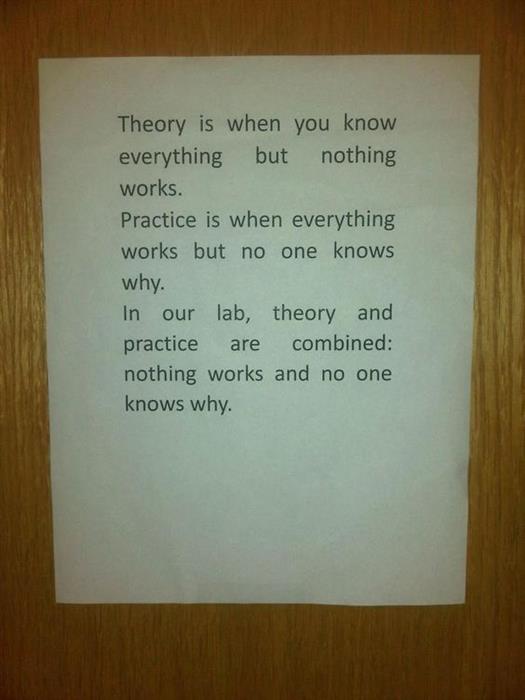 Theory is when you know
everything but nothing
works.
Practice is when everything
works but no one knows
why.
In our lab, theory and
practice are combined:
nothing works and no one
knows why.